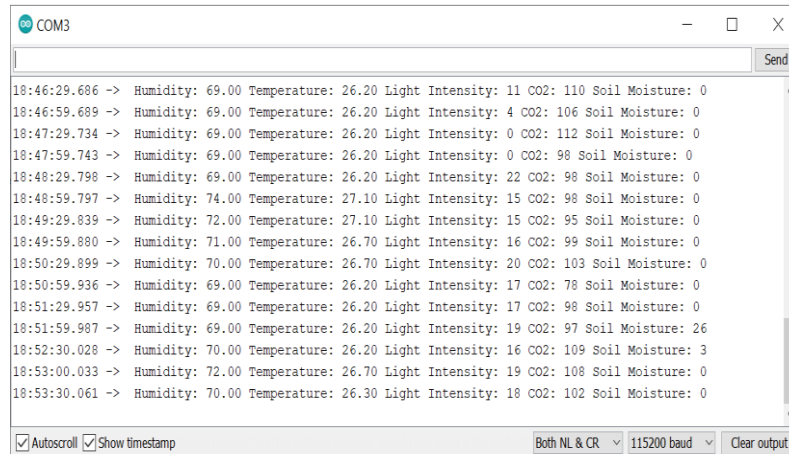 COM3
Send
18:46:29.686 -> Humidity: 69.00 Temperature: 26.20 Light Intensity: 11 CO2: 110 Soil Moisture: 0
18:46:59.689 -> Humidity: 69.00 Temperature: 26.20 Light Intensity: 4 CO2: 106 Soil Moisture: 0
18:47:29.734 -> Humidity: 69.00 Temperature: 26.20 Light Intensity: 0 CO2: 112 Soil Moisture: 0
18:47:59.743 -> Humidity: 69.00 Temperature: 26.20 Light Intensity: 0 CO2: 98 Soil Moisture: 0
18:48:29.798 -> Humidity: 69.00 Temperature: 26.20 Light Intensity: 22 CO2: 98 Soil Moisture: 0
18:48:59.797 -> Humidity: 74.00 Temperature: 27.10 Light Intensity: 15 CO2: 98 Soil Moisture: 0
18:49:29.839 -> Humidity: 72.00 Temperature: 27.10 Light Intensity: 15 CO2: 95 Soil Moisture: 0
18:49:59.880 -> Humidity: 71.00 Temperature: 26.70 Light Intensity: 16 CO2: 99 Soil Moisture: 0
18:50:29.899 -> Humidity: 70.00 Temperature: 26.70 Light Intensity: 20 CO2: 103 Soil Moisture: 0
18:50:59.936 -> Humidity: 69.00 Temperature: 26.20 Light Intensity: 17 CO2: 78 Soil Moisture: 0
18:51:29.957 -> Humidity: 69.00 Temperature: 26.20 Light Intensity: 17 CO2: 98 Soil Moisture: 0
18:51:59.987 -> Humidity: 69.00 Temperature: 26.20 Light Intensity: 19 CO2: 97 Soil Moisture: 26
18:52:30.028 -> Humidity: 70.00 Temperature: 26.20 Light Intensity: 16 CO2: 109 Soil Moisture: 3
18:53:00.033 -> Humidity: 72.00 Temperature: 26.70 Light Intensity: 19 CO2: 108 Soil Moisture: 0
18:53:30.061 -> Humidity: 70.00 Temperature: 26.30 Light Intensity: 18 CO2: 102 Soil Moisture: 0
Autoscroll Show timestamp Both NL & CR 115200 baud Clear output